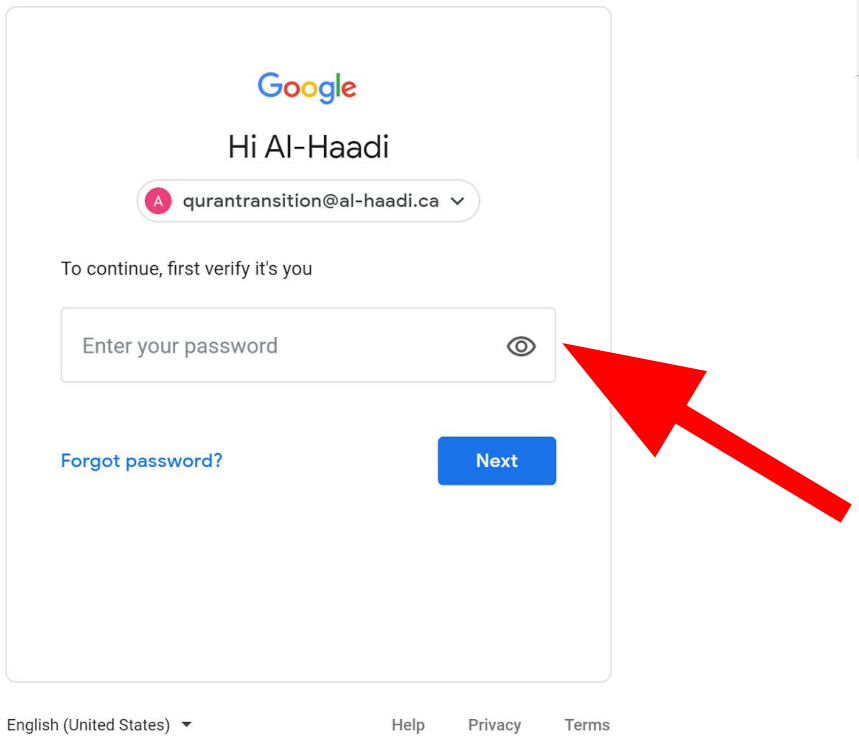 Google
Hi Al-Haadi
A qurantransition@al-haadi.ca
To continue, first verify it's you
Enter your password
Forgot password? Next
English (United States) Help Privacy Terms